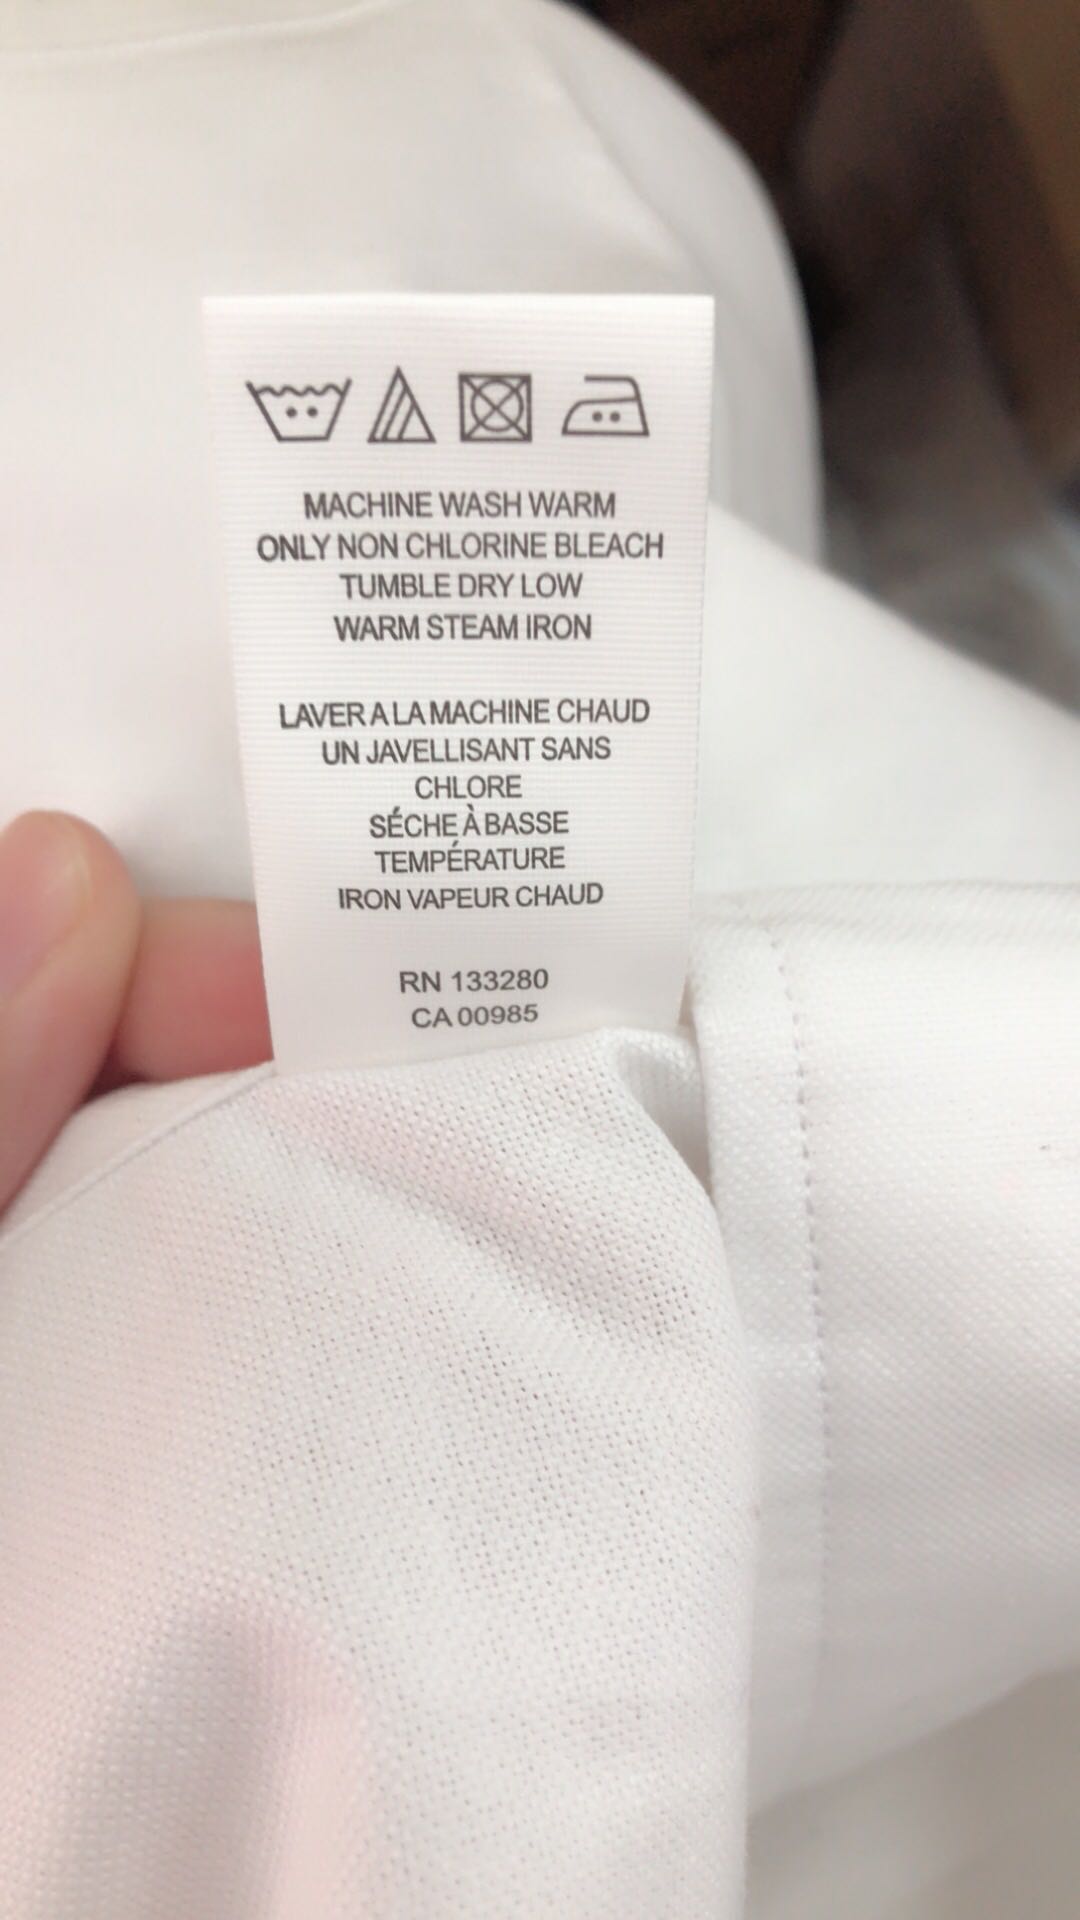 MACHINE WASH WARM
ONLY NON CHLORINE BLEACH
TUMBLE DRY LOW
WARM STEAM IRON
LAVER A LA MACHINE CHAUD
UN JAVELLISANT SANS
CHLORE
SÉCHE À BASSE
TEMPÉRATURE
IRON VAPEUR CHAUD
RN 133280
CA 00985